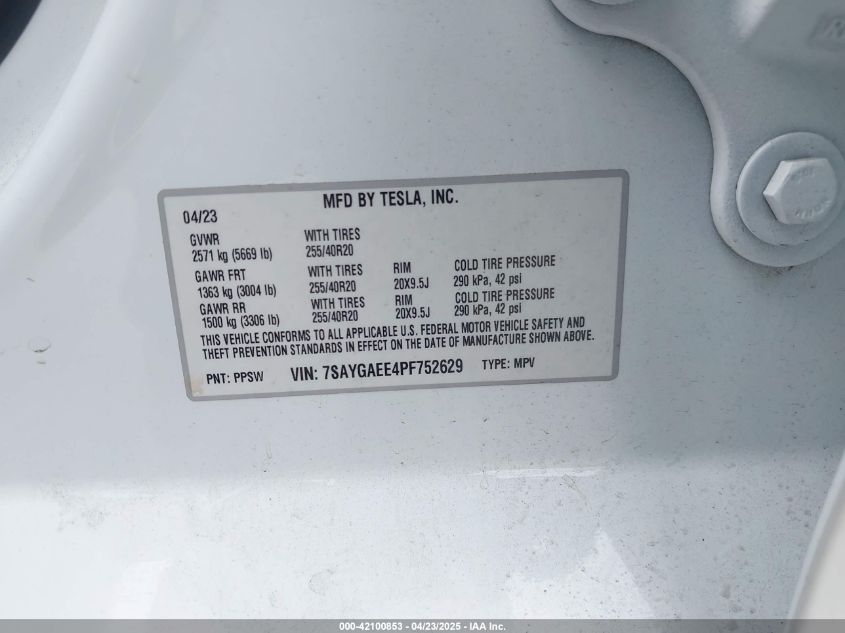 MFD BY TESLA, INC.
04/23
GVWR WITH TIRES
2571 kg (5669 lb) 255/40R20
GAWR FRT WITH TIRES RIM COLD TIRE PRESSURE
1363 kg (3004 lb) 255/40R20 20X9.5J 290 kPa, 42 psi
GAWR RR WITH TIRES RIM COLD TIRE PRESSURE
1500 kg (3306 lb) 255/40R20 20X9.5J 290 kPa, 42 psi
THIS VEHICLE CONFORMS TO ALL APPLICABLE U.S. FEDERAL MOTOR VEHICLE SAFETY AND
THEFT PREVENTION STANDARDS IN EFFECT ON THE DATE OF MANUFACTURE SHOWN ABOVE.
PNT: PPSW VIN: 7SAYGAEE4PF752629 TYPE: MPV
000-42100853 - 04/23/2025 - IAA Inc.